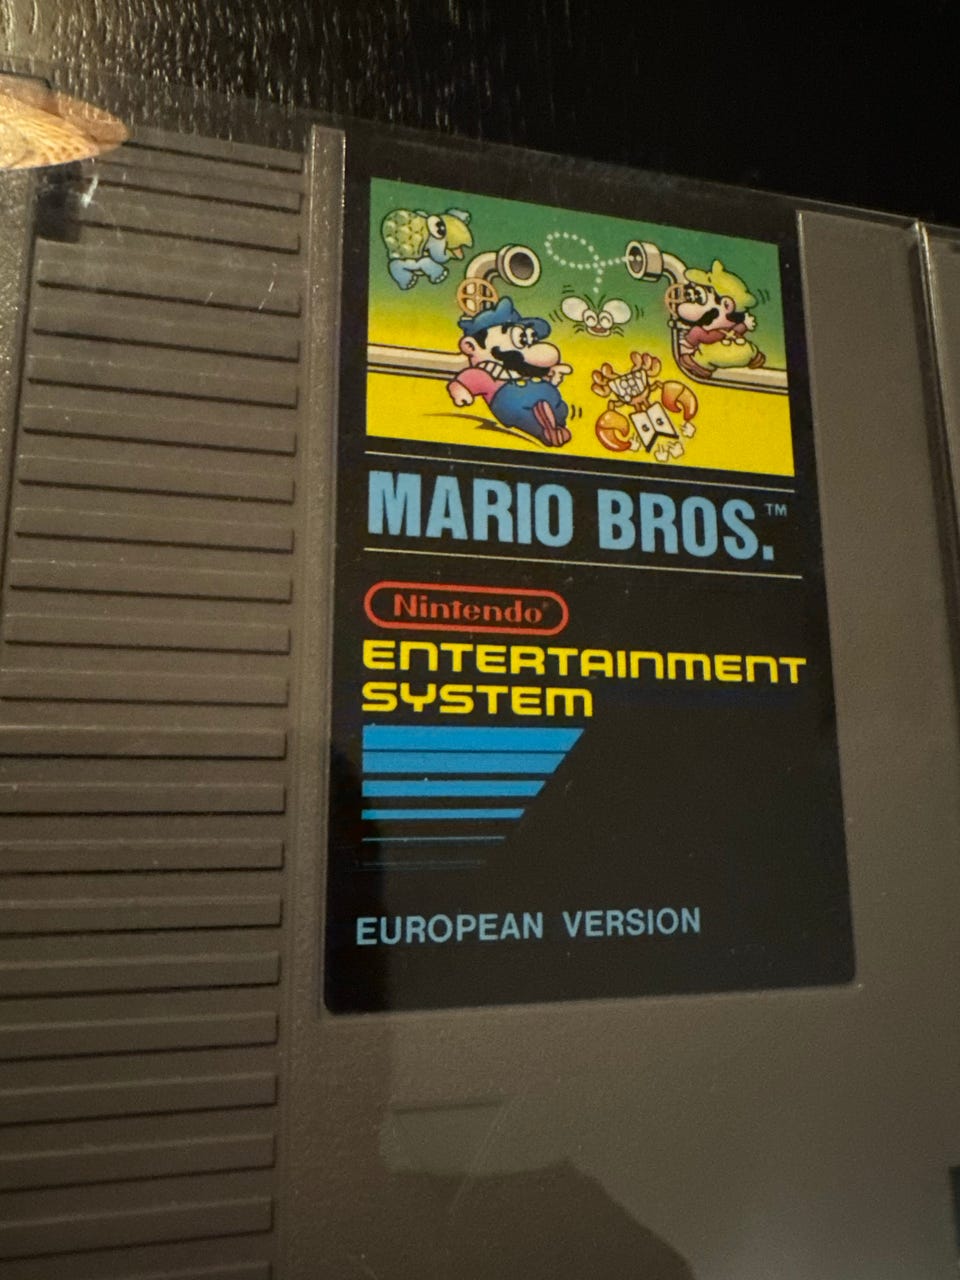 MARIO BROS.™
Nintendo®
ENTERTAINMENT
SYSTEM
EUROPEAN VERSION